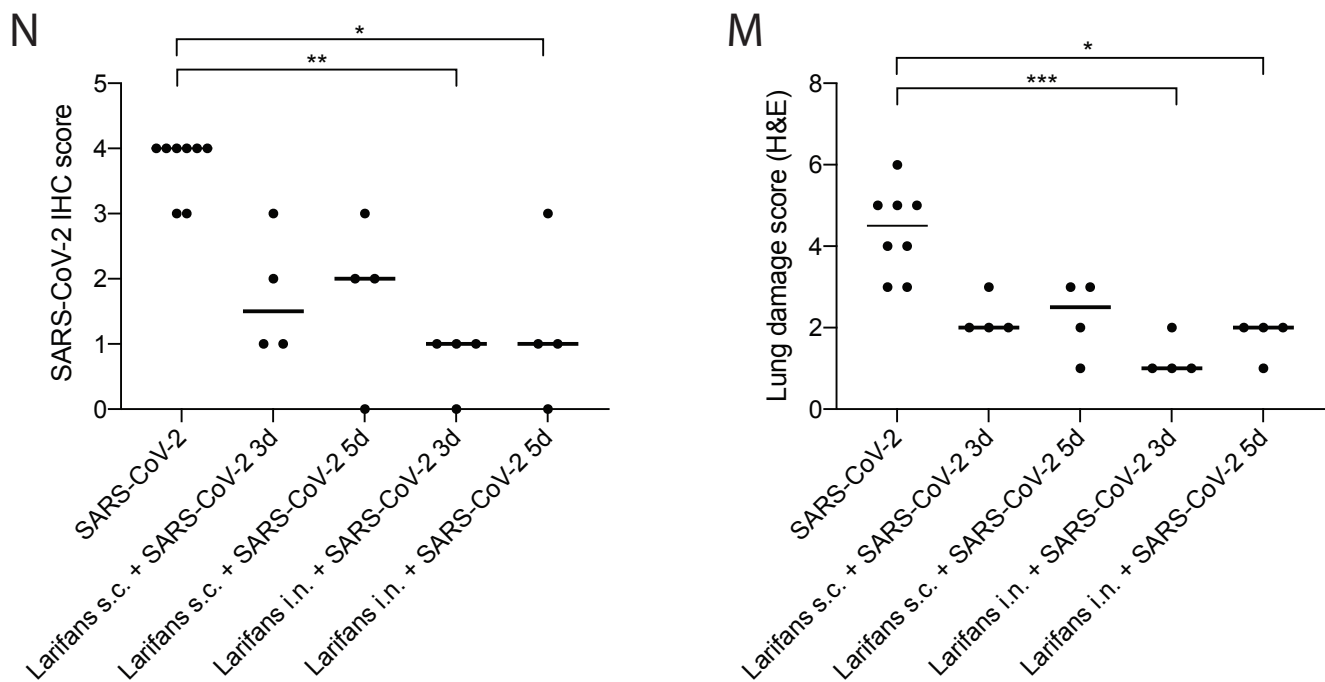 N
*
**
SARS-CoV-2 IHC score
5
4
3
2
1
0
SARS-CoV-2
Larifans s.c. + SARS-CoV-2 3d
Larifans s.c. + SARS-CoV-2 5d
Larifans i.n. + SARS-CoV-2 3d
Larifans i.n. + SARS-CoV-2 5d
M
*
***
Lung damage score (H&E)
8
6
4
2
0
SARS-CoV-2
Larifans s.c. + SARS-CoV-2 3d
Larifans s.c. + SARS-CoV-2 5d
Larifans i.n. + SARS-CoV-2 3d
Larifans i.n. + SARS-CoV-2 5d